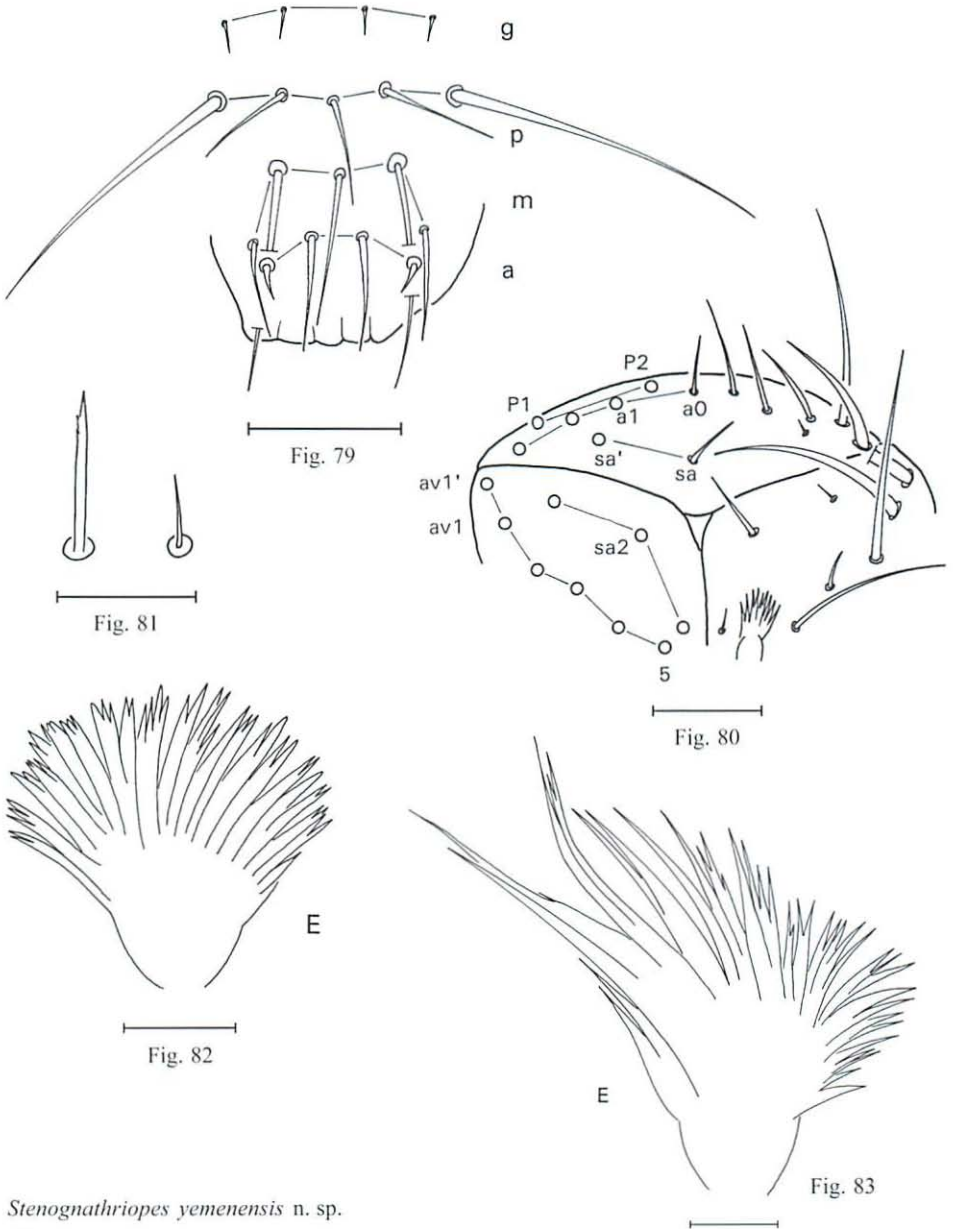 g
p
m
a
Fig. 79
P2
P1
a1
a0
sa'
sa
av1'
av1
sa2
5
Fig. 80
Fig. 81
E
Fig. 82
E
Fig. 83
Stenognathriopes yemenensis n. sp.